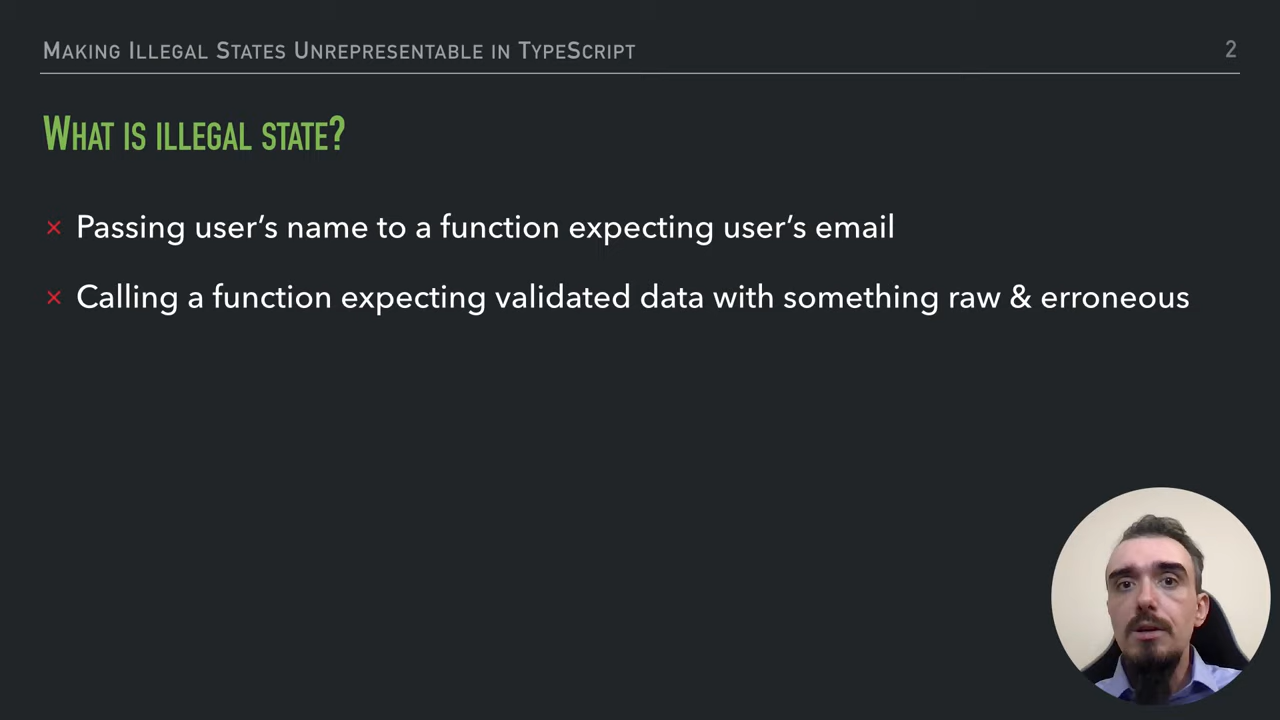 Making Illegal States Unrepresentable in TypeScript
2
What is illegal state?
× Passing user’s name to a function expecting user’s email
× Calling a function expecting validated data with something raw & erroneous